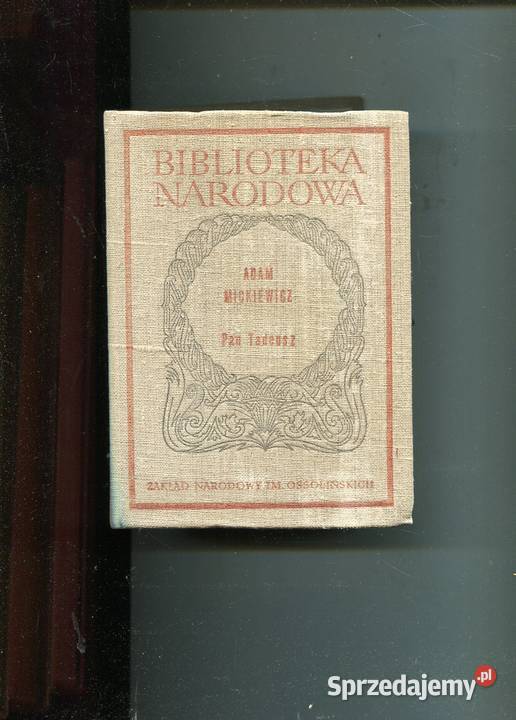 BIBLIOTEKA
NARODOWA
ADAM
MICKIEWICZ
Pan Tadeusz
ZAKŁAD NARODOWY IM. OSSOLIŃSKICH
Sprzedajemy.pl